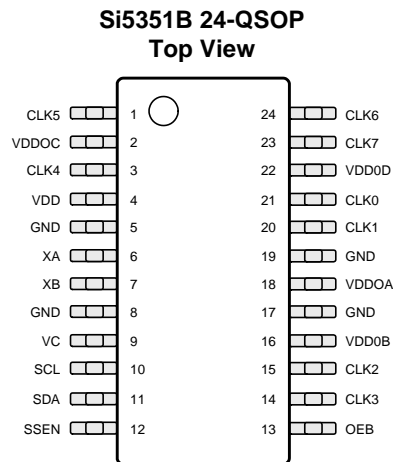 Si5351B 24-QSOP
Top View
CLK5 1 24 CLK6
VDDOC 2 23 CLK7
CLK4 3 22 VDD0D
VDD 4 21 CLK0
GND 5 20 CLK1
XA 6 19 GND
XB 7 18 VDDOA
GND 8 17 GND
VC 9 16 VDD0B
SCL 10 15 CLK2
SDA 11 14 CLK3
SSEN 12 13 OEB